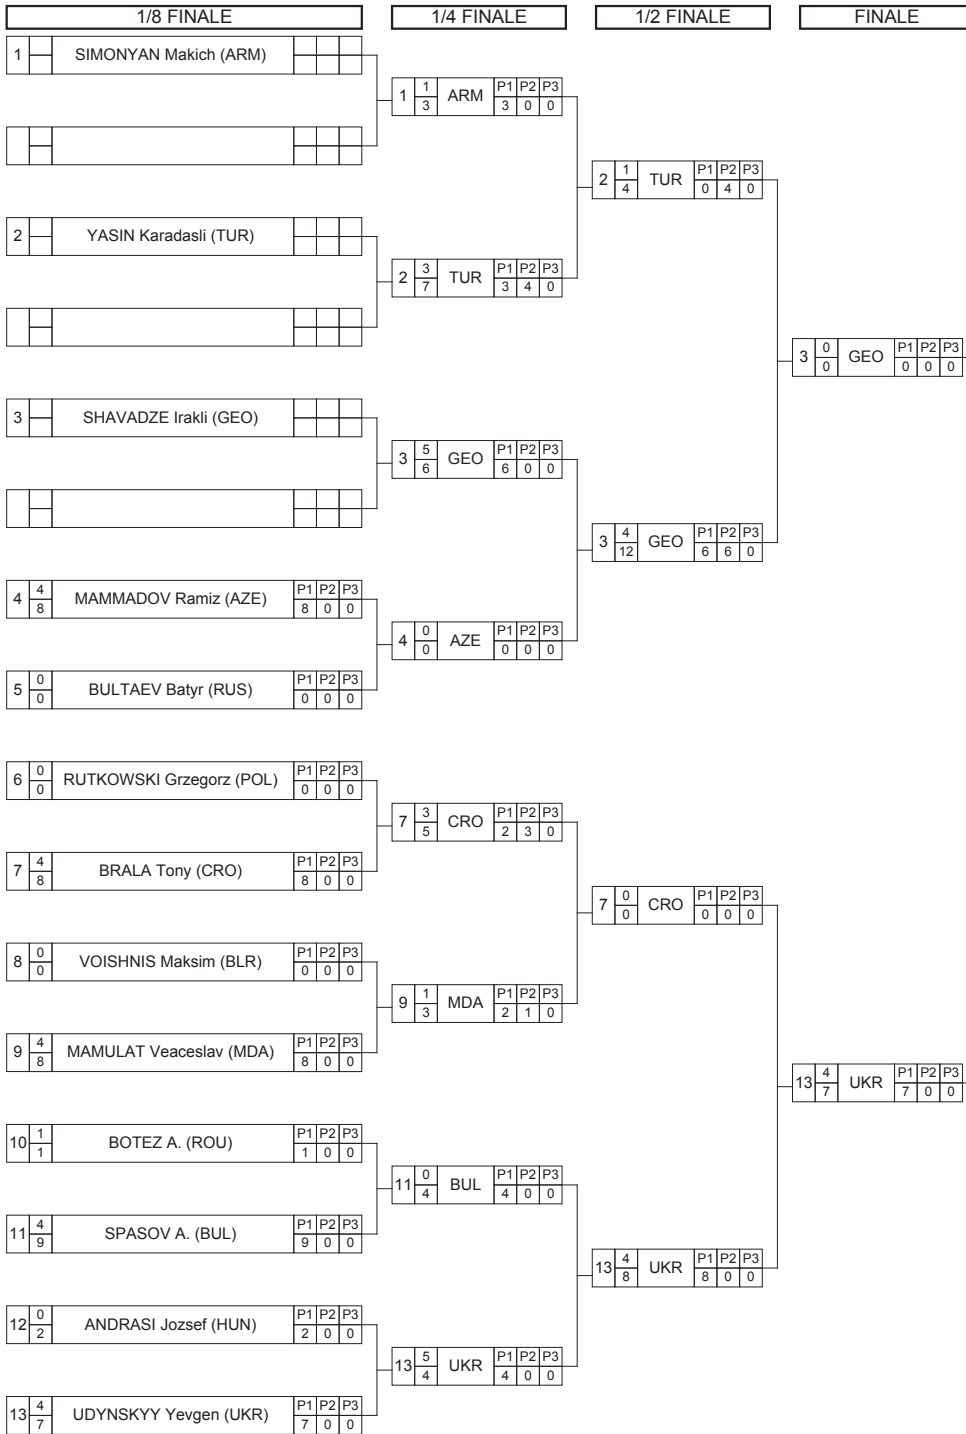 1/8 FINALE 1/4 FINALE 1/2 FINALE FINALE
1 SIMONYAN Makich (ARM)
1 1 3 ARM P1 P2 P3 3 0 0
2 1 4 TUR P1 P2 P3 0 4 0
2 YASIN Karadasli (TUR)
2 3 7 TUR P1 P2 P3 3 4 0
3 0 0 GEO P1 P2 P3 0 0 0
3 SHAVADZE Irakli (GEO)
3 5 6 GEO P1 P2 P3 6 0 0
3 4 12 GEO P1 P2 P3 6 6 0
4 4 8 MAMMADOV Ramiz (AZE) P1 P2 P3 8 0 0
4 0 0 AZE P1 P2 P3 0 0 0
5 0 0 BULTAEV Batyr (RUS) P1 P2 P3 0 0 0
6 0 0 RUTKOWSKI Grzegorz (POL) P1 P2 P3 0 0 0
7 3 5 CRO P1 P2 P3 2 3 0
7 4 8 BRALA Tony (CRO) P1 P2 P3 8 0 0
7 0 0 CRO P1 P2 P3 0 0 0
8 0 0 VOISHNIS Maksim (BLR) P1 P2 P3 0 0 0
9 1 3 MDA P1 P2 P3 2 1 0
9 4 8 MAMULAT Veaceslav (MDA) P1 P2 P3 8 0 0
13 4 7 UKR P1 P2 P3 7 0 0
10 1 1 BOTEZ A. (ROU) P1 P2 P3 1 0 0
11 0 4 BUL P1 P2 P3 4 0 0
11 4 9 SPASOV A. (BUL) P1 P2 P3 9 0 0
13 4 8 UKR P1 P2 P3 8 0 0
12 0 2 ANDRASI Jozsef (HUN) P1 P2 P3 2 0 0
13 5 4 UKR P1 P2 P3 4 0 0
13 4 7 UDYNSKYY Yevgen (UKR) P1 P2 P3 7 0 0